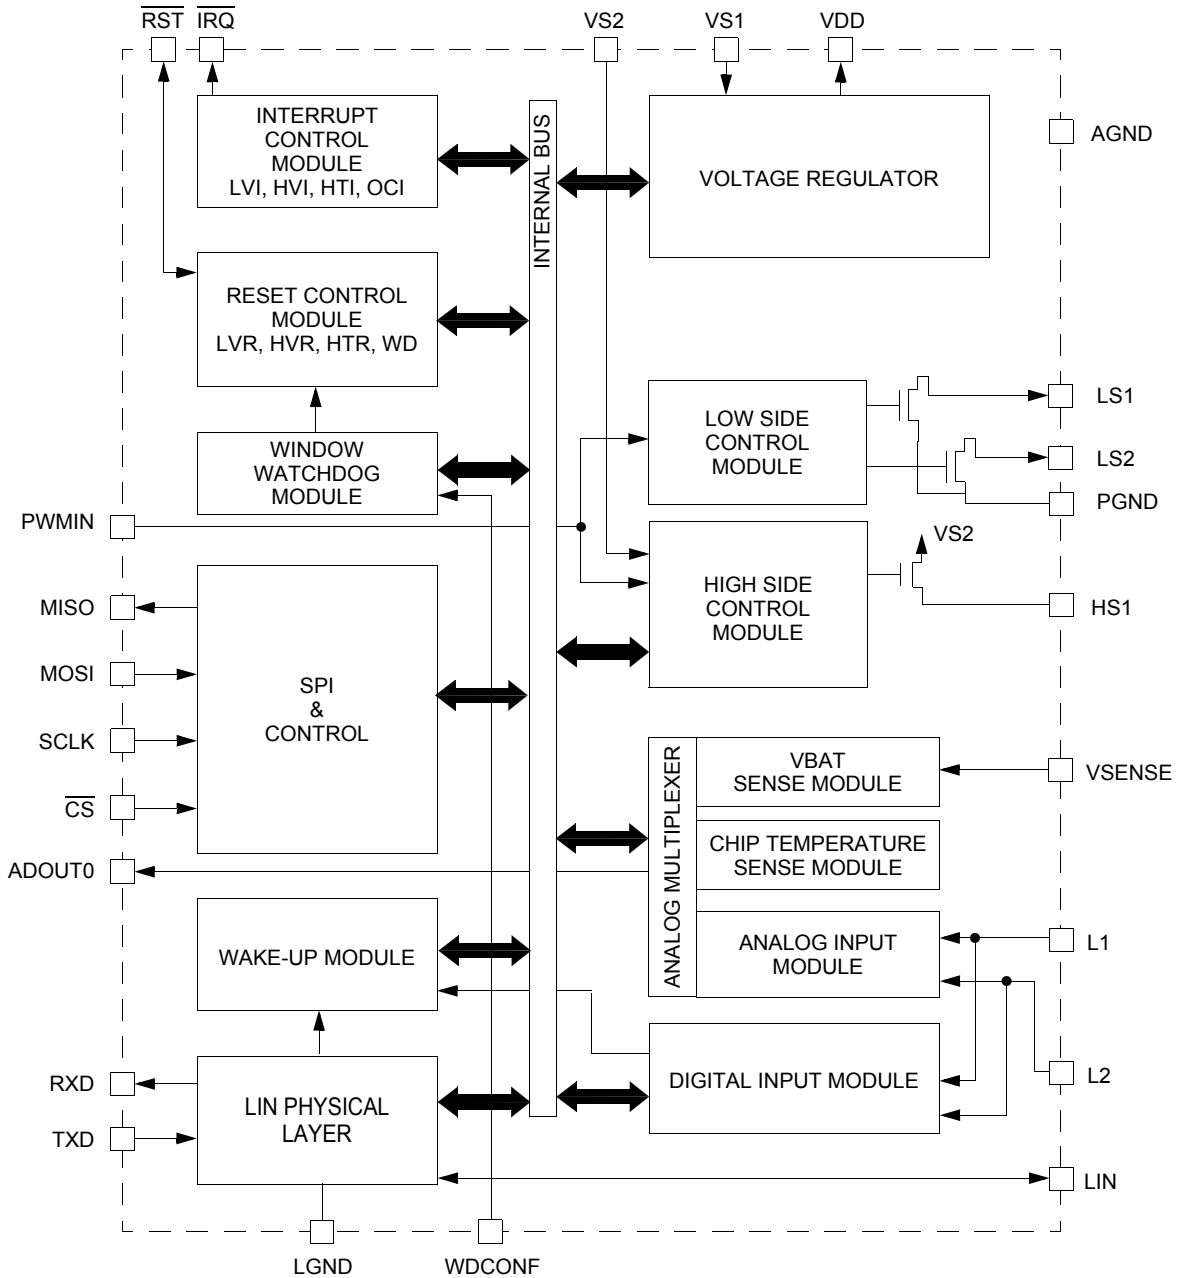 RST IRQ VS2 VS1 VDD
INTERRUPT
CONTROL
MODULE
LVI, HVI, HTI, OCI
INTERNAL BUS
VOLTAGE REGULATOR
AGND
RESET CONTROL
MODULE
LVR, HVR, HTR, WD
WINDOW
WATCHDOG
MODULE
LOW SIDE
CONTROL
MODULE
LS1
LS2
PGND
PWMIN
HIGH SIDE
CONTROL
MODULE
VS2
HS1
MISO
MOSI
SCLK
CS
SPI
&
CONTROL
ADOUT0
ANALOG MULTIPLEXER
VBAT
SENSE MODULE
VSENSE
CHIP TEMPERATURE
SENSE MODULE
ANALOG INPUT
MODULE
L1
WAKE-UP MODULE
DIGITAL INPUT MODULE
L2
RXD
TXD
LIN PHYSICAL
LAYER
LIN
LGND
WDCONF